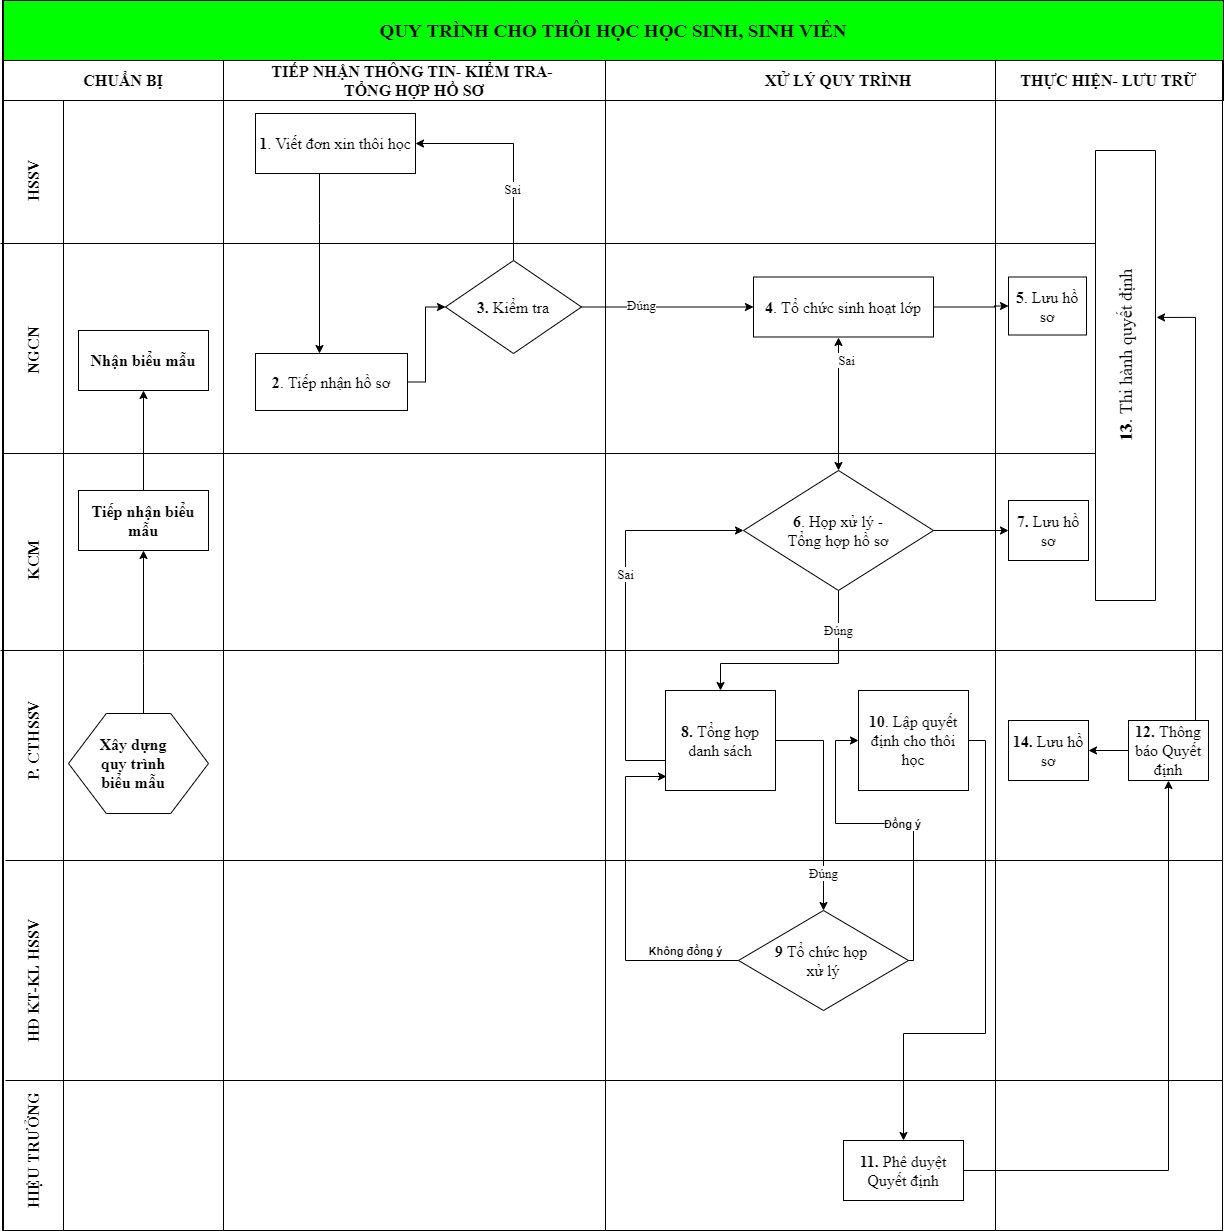 QUY TRÌNH CHO THÔI HỌC HỌC SINH, SINH VIÊN
CHUẨN BỊ
TIẾP NHẬN THÔNG TIN- KIỂM TRA-
TỔNG HỢP HỒ SƠ
XỬ LÝ QUY TRÌNH
THỰC HIỆN- LƯU TRỮ
HSSV
1. Viết đơn xin thôi học
Sai
NGCN
Nhận biểu mẫu
2. Tiếp nhận hồ sơ
3. Kiểm tra
Đúng
4. Tổ chức sinh hoạt lớp
Sai
5. Lưu hồ
sơ
13. Thi hành quyết định
KCM
Tiếp nhận biểu
mẫu
6. Họp xử lý -
Tổng hợp hồ sơ
Sai
Đúng
7. Lưu hồ
sơ
P. CTHSSV
Xây dựng
quy trình
biểu mẫu
8. Tổng hợp
danh sách
10. Lập quyết
định cho thôi
học
Đồng ý
14. Lưu hồ
sơ
12. Thông
báo Quyết
định
HĐ KT-KL HSSV
Đúng
Không đồng ý
9 Tổ chức họp
xử lý
HIỆU TRƯỞNG
11. Phê duyệt
Quyết định